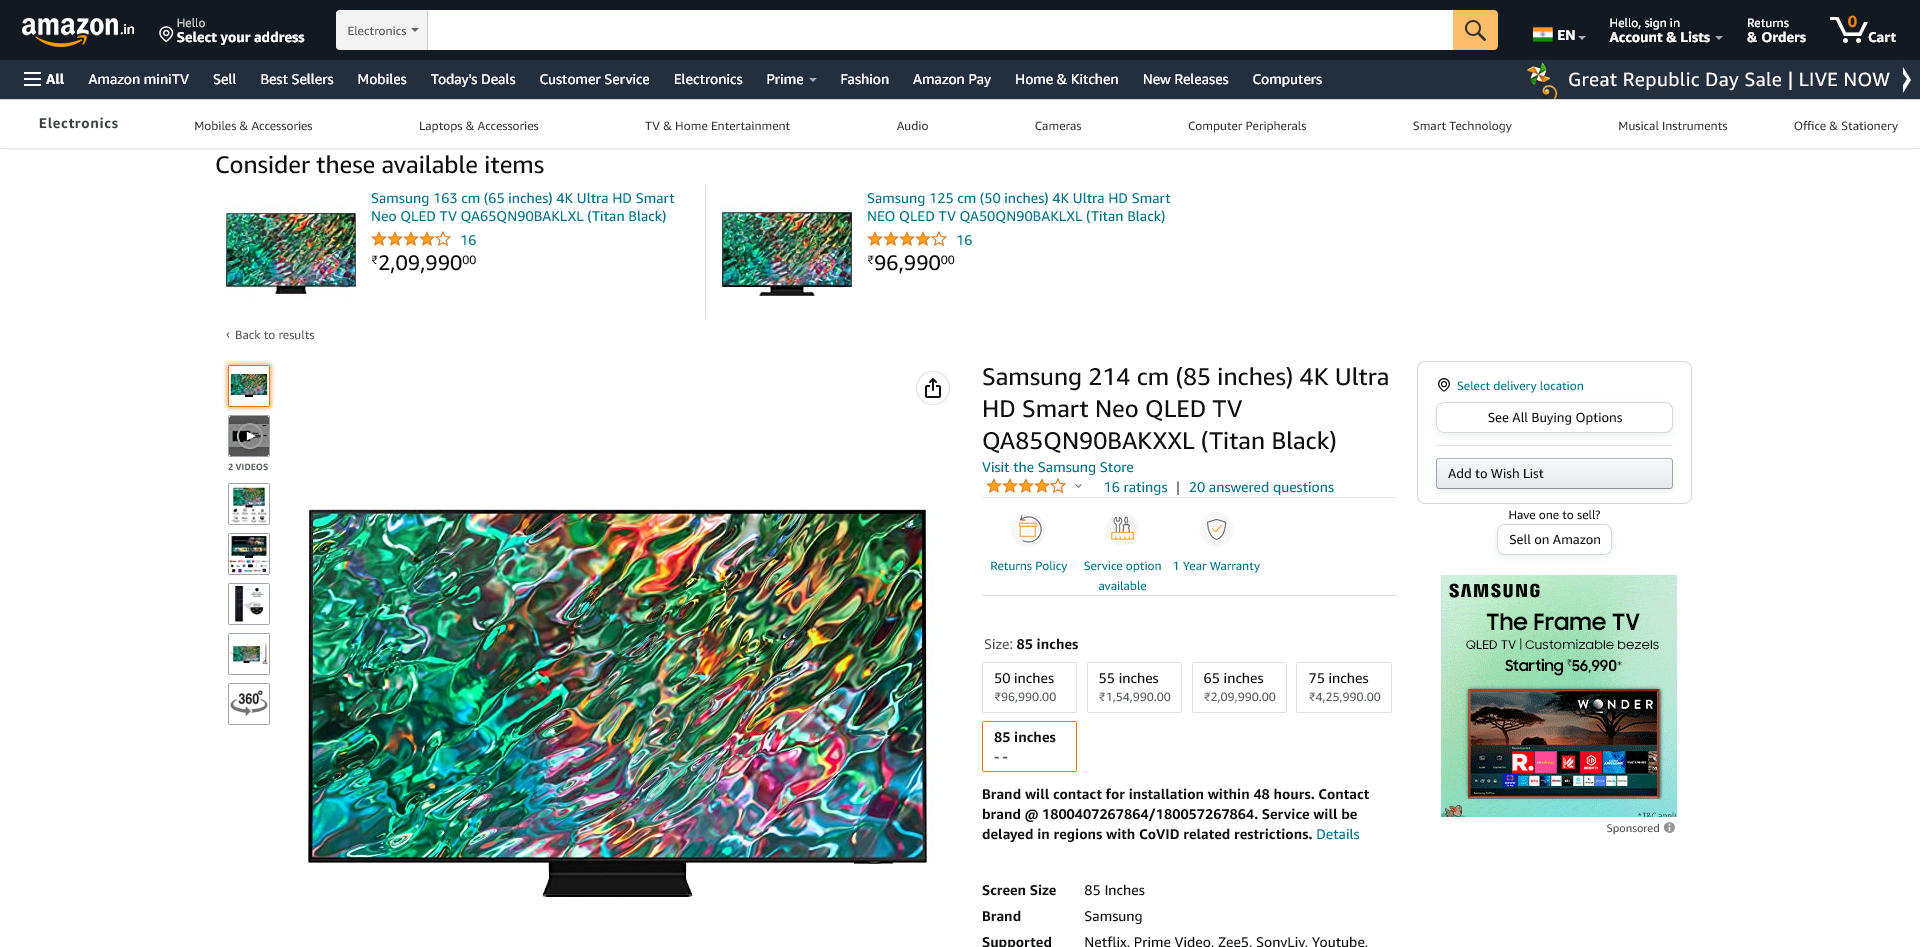 amazon.in
Hello
Select your address
Electronics
EN
Hello, sign in
Account & Lists
Returns
& Orders
0
Cart
All
Amazon miniTV
Sell
Best Sellers
Mobiles
Today's Deals
Customer Service
Electronics
Prime
Fashion
Amazon Pay
Home & Kitchen
New Releases
Computers
Great Republic Day Sale | LIVE NOW
Electronics
Mobiles & Accessories
Laptops & Accessories
TV & Home Entertainment
Audio
Cameras
Computer Peripherals
Smart Technology
Musical Instruments
Office & Stationery
Consider these available items
Samsung 163 cm (65 inches) 4K Ultra HD Smart
Neo QLED TV QA65QN90BAKLXL (Titan Black)
16
₹2,09,99000
Samsung 125 cm (50 inches) 4K Ultra HD Smart
NEO QLED TV QA50QN90BAKLXL (Titan Black)
16
₹96,99000
‹ Back to results
2 VIDEOS
360°
Samsung 214 cm (85 inches) 4K Ultra
HD Smart Neo QLED TV
QA85QN90BAKXXL (Titan Black)
Visit the Samsung Store
16 ratings | 20 answered questions
Returns Policy
Service option
available
1 Year Warranty
Size: 85 inches
50 inches
₹96,990.00
55 inches
₹1,54,990.00
65 inches
₹2,09,990.00
75 inches
₹4,25,990.00
85 inches
- -
Brand will contact for installation within 48 hours. Contact
brand @ 1800407267864/180057267864. Service will be
delayed in regions with CoVID related restrictions. Details
Screen Size 85 Inches
Brand Samsung
Supported Netflix, Prime Video, Zee5, SonyLiv, Youtube,
Select delivery location
See All Buying Options
Add to Wish List
Have one to sell?
Sell on Amazon
SAMSUNG
The Frame TV
QLED TV | Customizable bezels
Starting ₹56,990*
WONDER
Sponsored